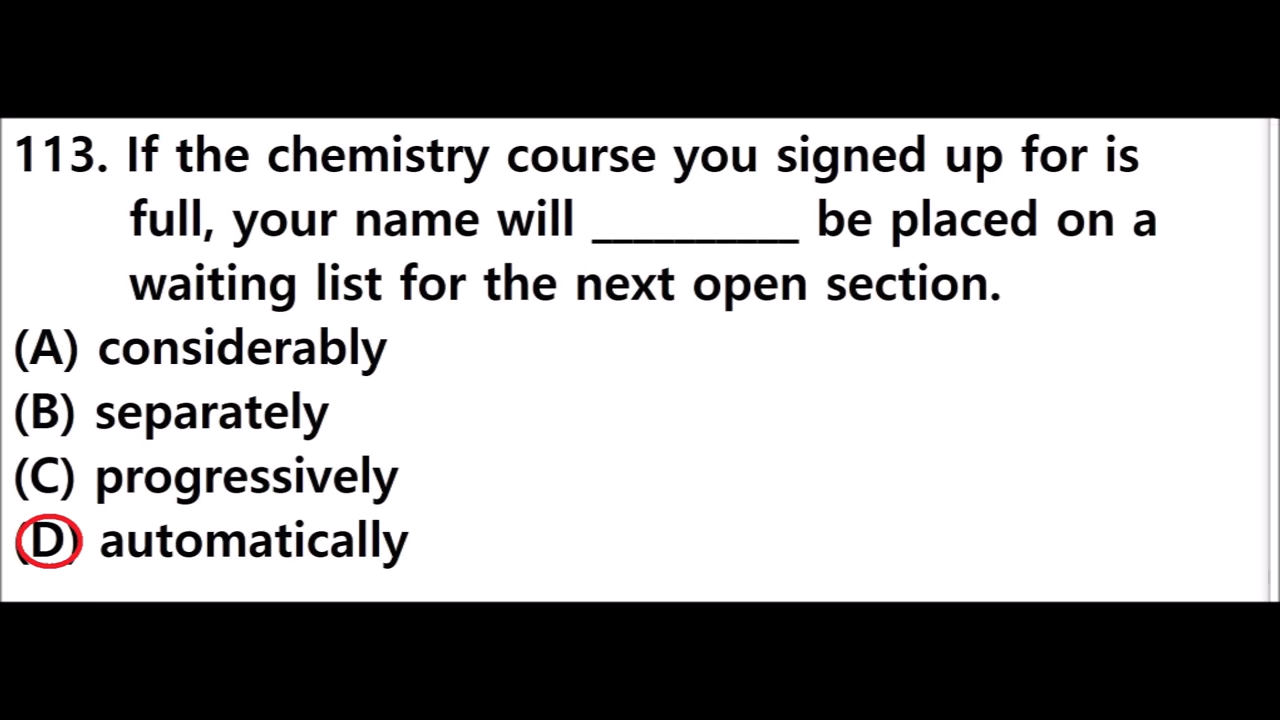 113. If the chemistry course you signed up for is
full, your name will __________ be placed on a
waiting list for the next open section.
(A) considerably
(B) separately
(C) progressively
(D) automatically